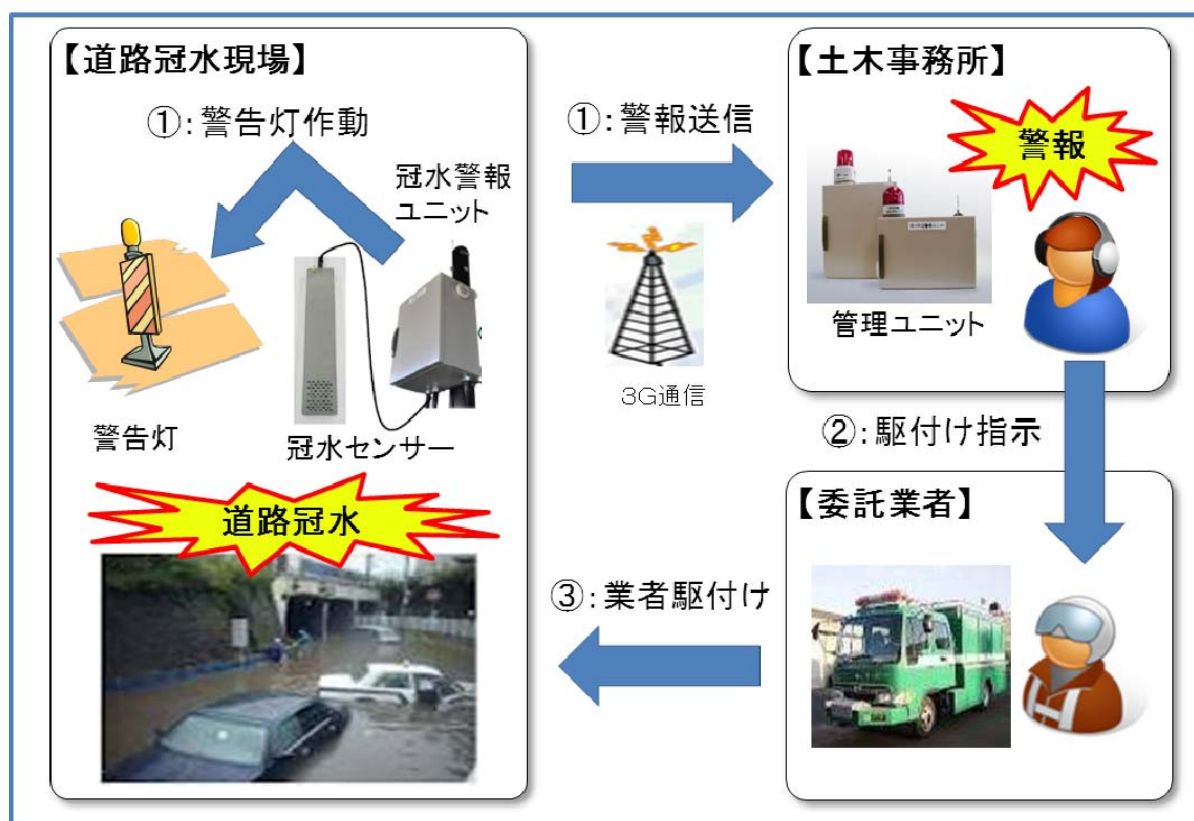 【道路冠水現場】
①：警告灯作動
冠水警報
ユニット
警告灯
冠水センサー
道路冠水
①：警報送信
3G通信
【土木事務所】
警報
管理ユニット
②：駆付け指示
【委託業者】
③：業者駆付け